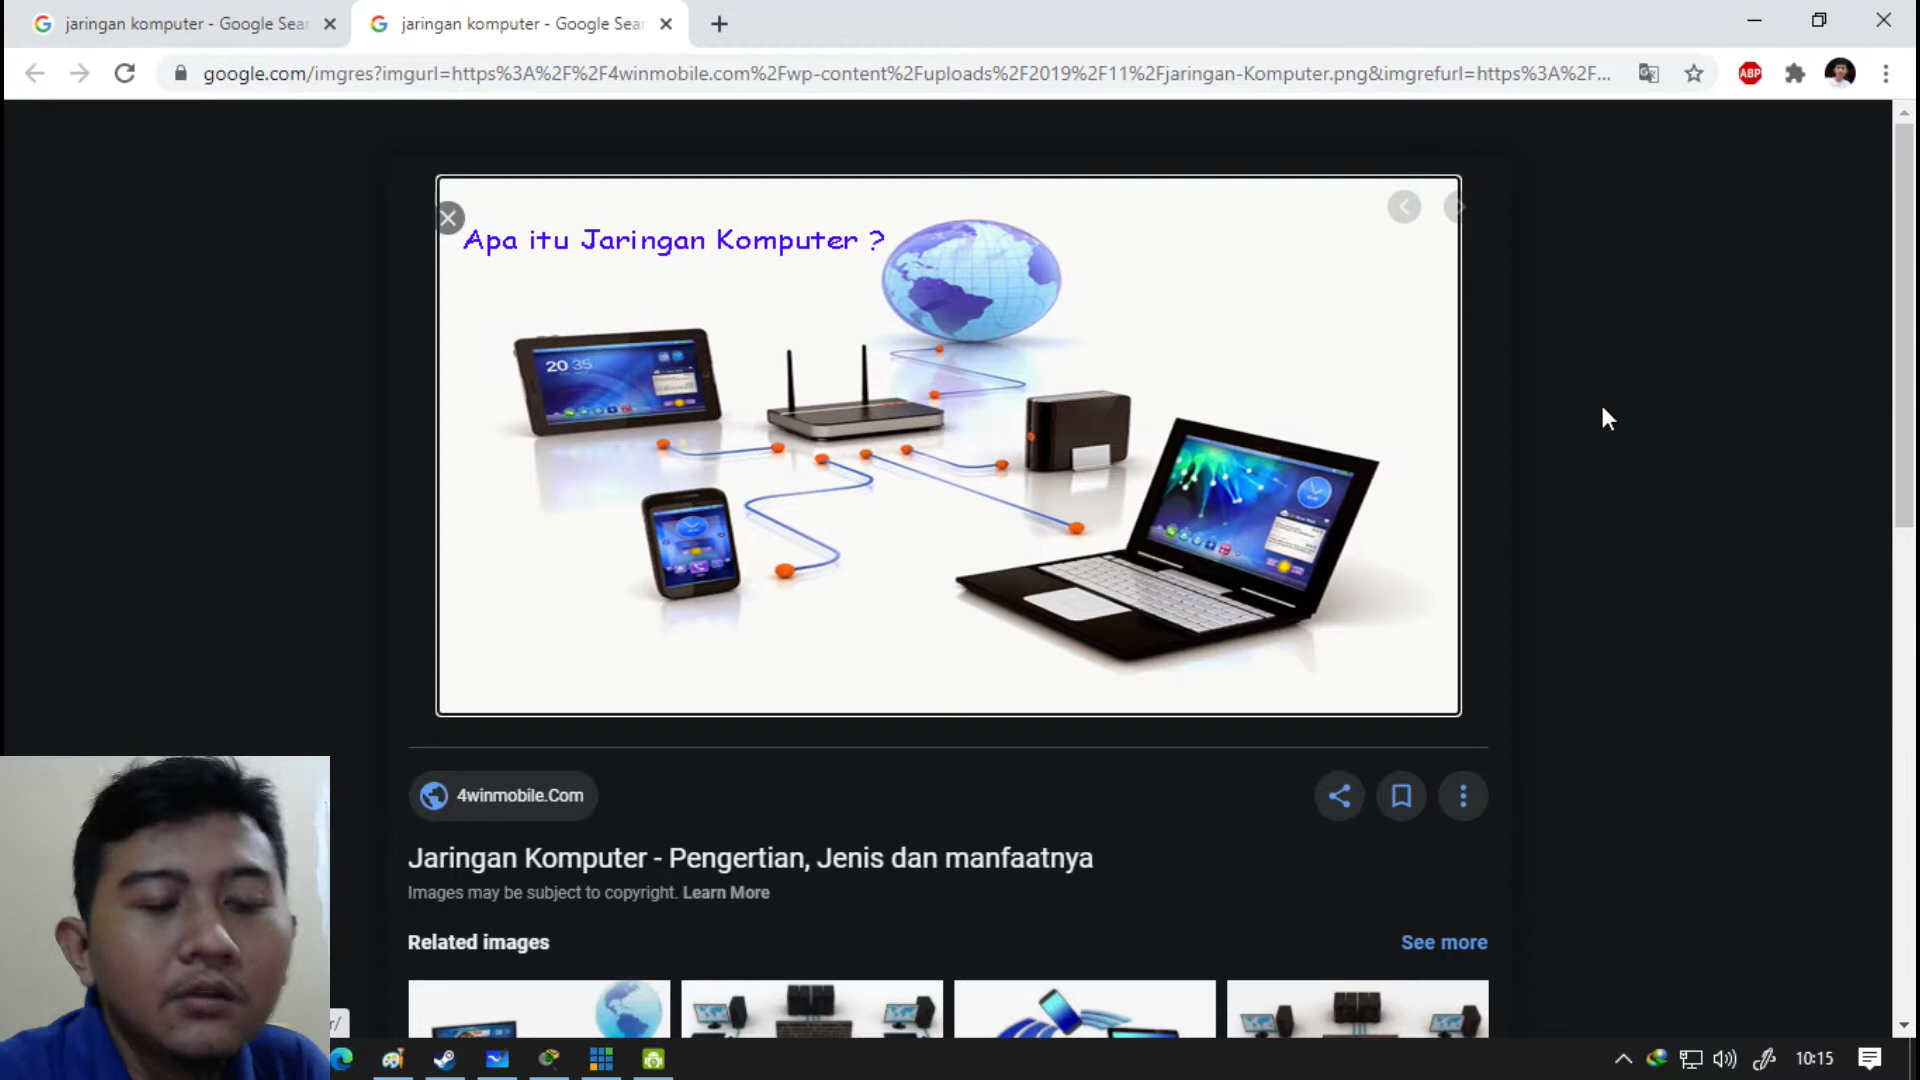 jaringan komputer - Google Sear
jaringan komputer - Google Sear
google.com/imgres?imgurl=https%3A%2F%2F4winmobile.com%2Fwp-content%2Fuploads%2F2019%2F11%2Fjaringan-Komputer.png&imgrefurl=https%3A%2F...
ABP
Apa itu Jaringan Komputer ?
20 35
4winmobile.Com
Jaringan Komputer - Pengertian, Jenis dan manfaatnya
Images may be subject to copyright. Learn More
Related images
See more
r/
10:15